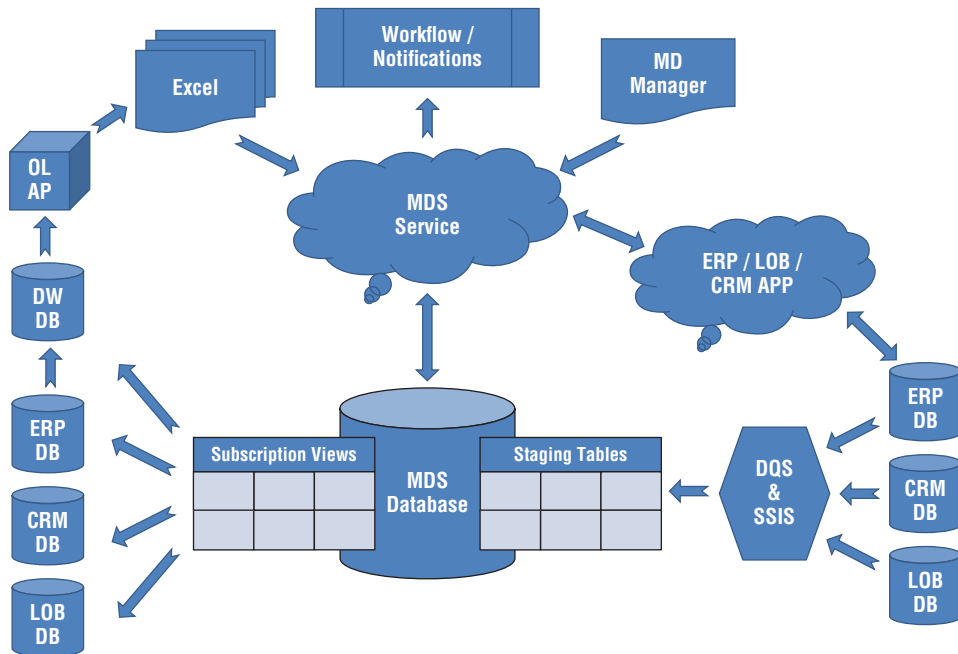 Excel
Workflow /
Notifications
MD
Manager
OL
AP
MDS
Service
ERP / LOB /
CRM APP
DW
DB
ERP
DB
CRM
DB
LOB
DB
Subscription Views
MDS
Database
Staging Tables
DQS
&
SSIS
ERP
DB
CRM
DB
LOB
DB